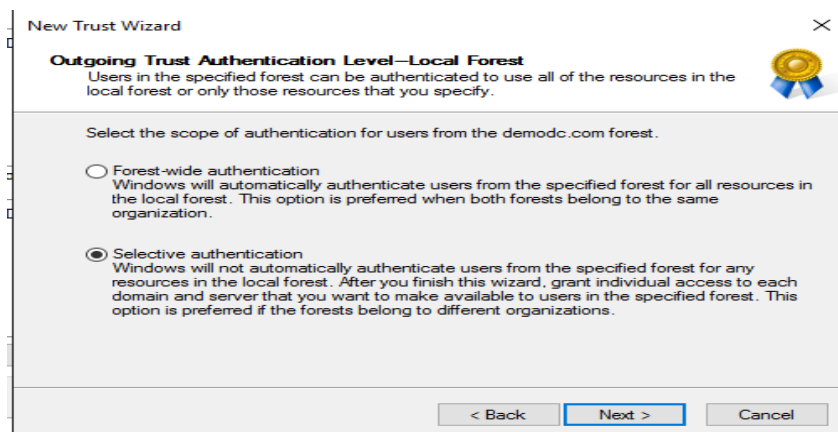 New Trust Wizard
Outgoing Trust Authentication Level—Local Forest
Users in the specified forest can be authenticated to use all of the resources in the
local forest or only those resources that you specify.
Select the scope of authentication for users from the demodc.com forest.
Forest-wide authentication
Windows will automatically authenticate users from the specified forest for all resources in
the local forest. This option is preferred when both forests belong to the same
organization.
Selective authentication
Windows will not automatically authenticate users from the specified forest for any
resources in the local forest. After you finish this wizard, grant individual access to each
domain and server that you want to make available to users in the specified forest. This
option is preferred if the forests belong to different organizations.
< Back Next > Cancel